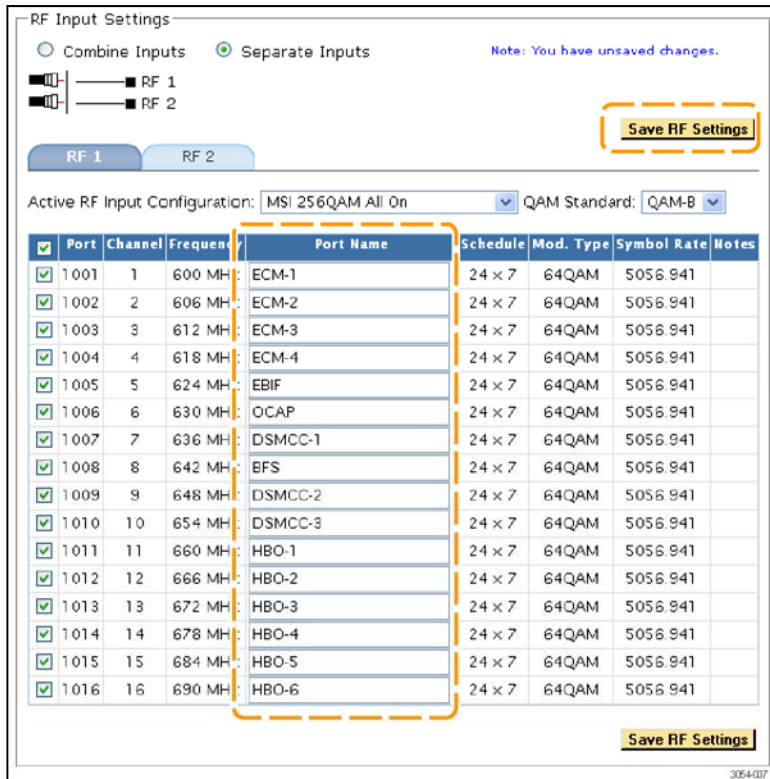 RF Input Settings
Combine Inputs Separate Inputs Note: You have unsaved changes.
RF 1
RF 2
Save RF Settings
RF 1 RF 2
Active RF Input Configuration: MSI 256QAM All On QAM Standard: QAM-B
Port Channel Frequency Port Name Schedule Mod. Type Symbol Rate Notes
1001 1 600 MH: ECM-1 24 × 7 64QAM 5056.941
1002 2 606 MH: ECM-2 24 × 7 64QAM 5056.941
1003 3 612 MH: ECM-3 24 × 7 64QAM 5056.941
1004 4 618 MH: ECM-4 24 × 7 64QAM 5056.941
1005 5 624 MH: EBIF 24 × 7 64QAM 5056.941
1006 6 630 MH: OCAP 24 × 7 64QAM 5056.941
1007 7 636 MH: DSMCC-1 24 × 7 64QAM 5056.941
1008 8 642 MH: BFS 24 × 7 64QAM 5056.941
1009 9 648 MH: DSMCC-2 24 × 7 64QAM 5056.941
1010 10 654 MH: DSMCC-3 24 × 7 64QAM 5056.941
1011 11 660 MH: HBO-1 24 × 7 64QAM 5056.941
1012 12 666 MH: HBO-2 24 × 7 64QAM 5056.941
1013 13 672 MH: HBO-3 24 × 7 64QAM 5056.941
1014 14 678 MH: HBO-4 24 × 7 64QAM 5056.941
1015 15 684 MH: HBO-5 24 × 7 64QAM 5056.941
1016 16 690 MH: HBO-6 24 × 7 64QAM 5056.941
Save RF Settings
3054-037